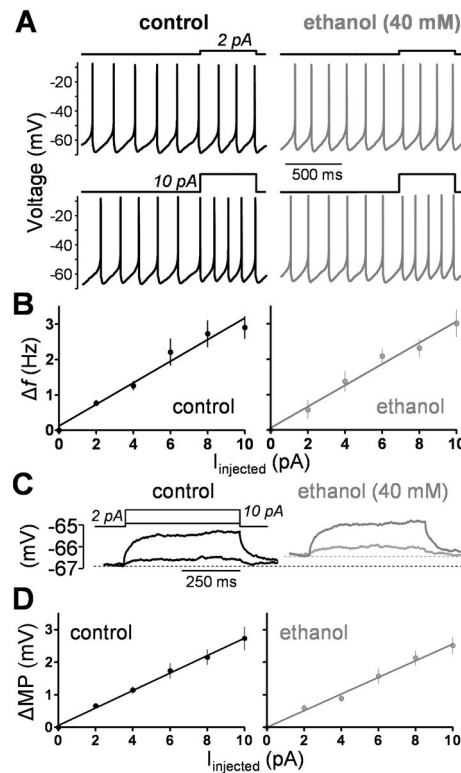 A
control
ethanol (40 mM)
2 pA
-20
-40
-60
10 pA
500 ms
-20
-40
-60
Voltage (mV)
B
3
2
1
0
Δf (Hz)
control
ethanol
0 2 4 6 8 10 0 2 4 6 8 10
Iinjected (pA)
C
control
ethanol (40 mM)
2 pA
10 pA
-65
-66
-67
(mV)
250 ms
D
3
2
1
0
ΔMP (mV)
control
ethanol
0 2 4 6 8 10 0 2 4 6 8 10
Iinjected (pA)